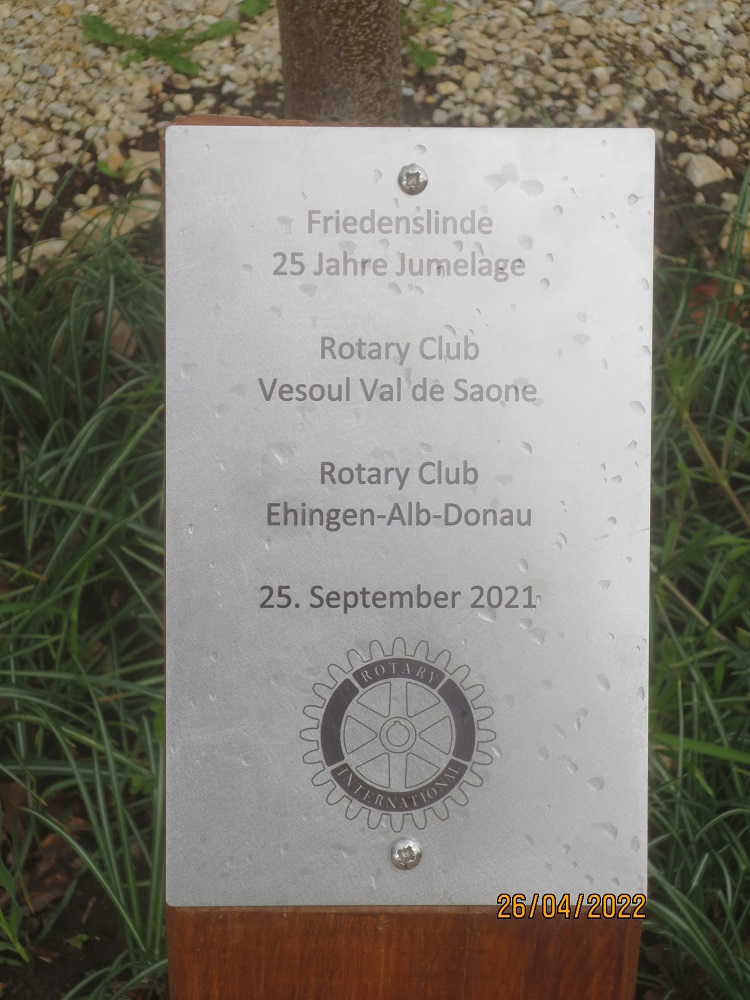 Friedenslinde
25 Jahre Jumelage
Rotary Club
Vesoul Val de Saone
Rotary Club
Ehingen-Alb-Donau
25. September 2021
ROTARY
INTERNATIONAL
26/04/2022